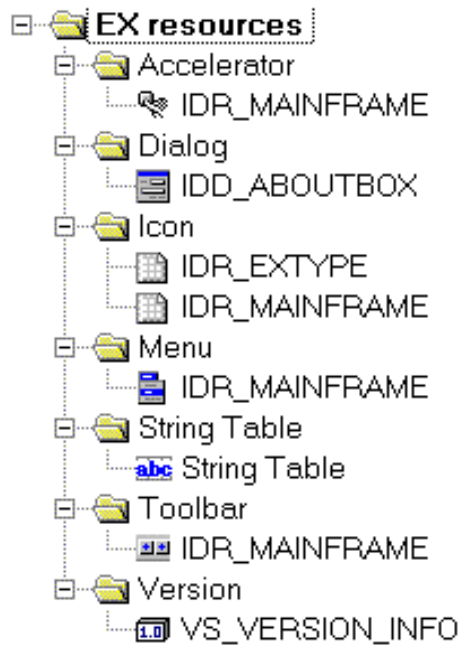 EX resources
Accelerator
IDR_MAINFRAME
Dialog
IDD_ABOUTBOX
Icon
IDR_EXTYPE
IDR_MAINFRAME
Menu
IDR_MAINFRAME
String Table
abc String Table
Toolbar
IDR_MAINFRAME
Version
1.0 VS_VERSION_INFO